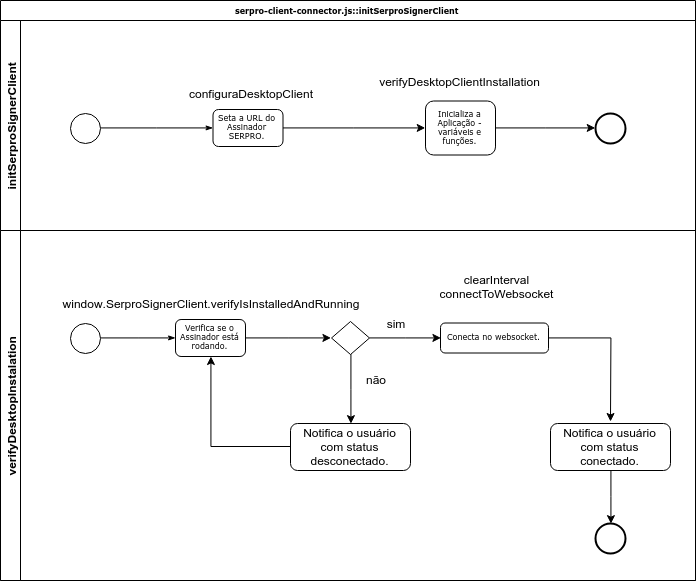 serpro-client-connector.js::initSerproSignerClient
initSerproSignerClient
configuraDesktopClient
Seta a URL do
Assinador
SERPRO.
verifyDesktopClientInstallation
Inicializa a
Aplicação -
variáveis e
funções.
verifyDesktopInstalation
window.SerproSignerClient.verifyIsInstalledAndRunning
Verifica se o
Assinador está
rodando.
sim
não
clearInterval
connectToWebsocket
Conecta no websocket.
Notifica o usuário
com status
desconectado.
Notifica o usuário
com status
conectado.